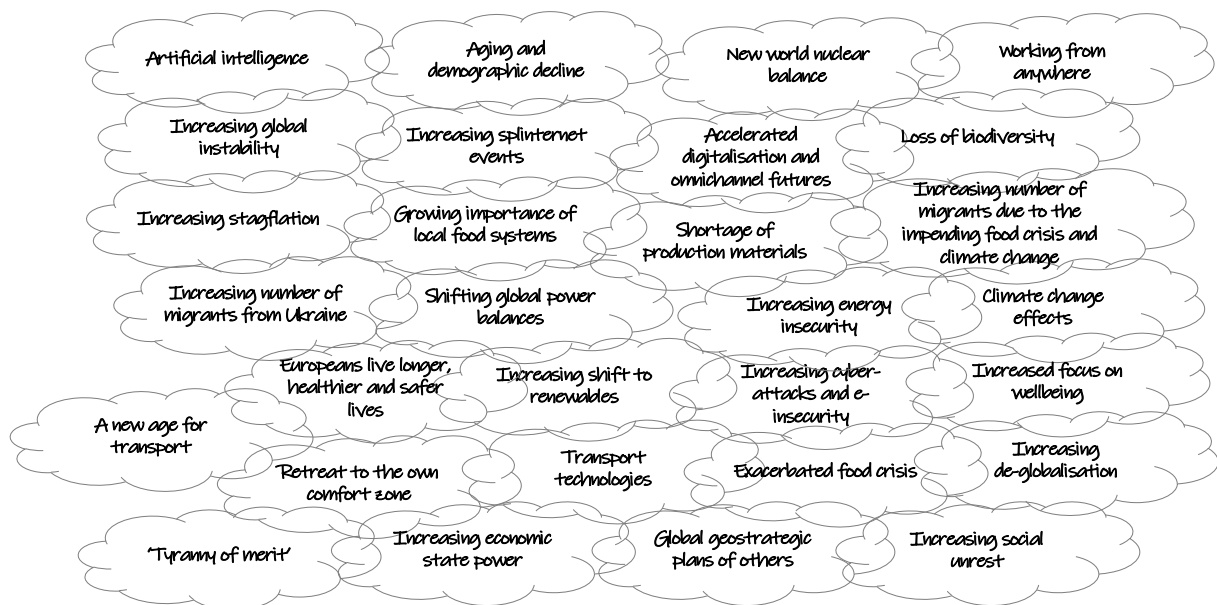 Artificial intelligence
Aging and
demographic decline
New world nuclear
balance
Working from
anywhere
Increasing global
instability
Increasing splinternet
events
Accelerated
digitalisation and
omnichannel futures
Loss of biodiversity
Increasing stagflation
Growing importance of
local food systems
Shortage of
production materials
Increasing number of
migrants due to the
impending food crisis and
climate change
Increasing number of
migrants from Ukraine
Shifting global power
balances
Increasing energy
insecurity
Climate change
effects
Europeans live longer,
healthier and safer
lives
Increasing shift to
renewables
Increasing cyber-
attacks and e-
insecurity
Increased focus on
wellbeing
A new age for
transport
Retreat to the own
comfort zone
Transport
technologies
Exacerbated food crisis
Increasing
de-globalisation
'Tyranny of merit'
Increasing economic
state power
Global geostrategic
plans of others
Increasing social
unrest